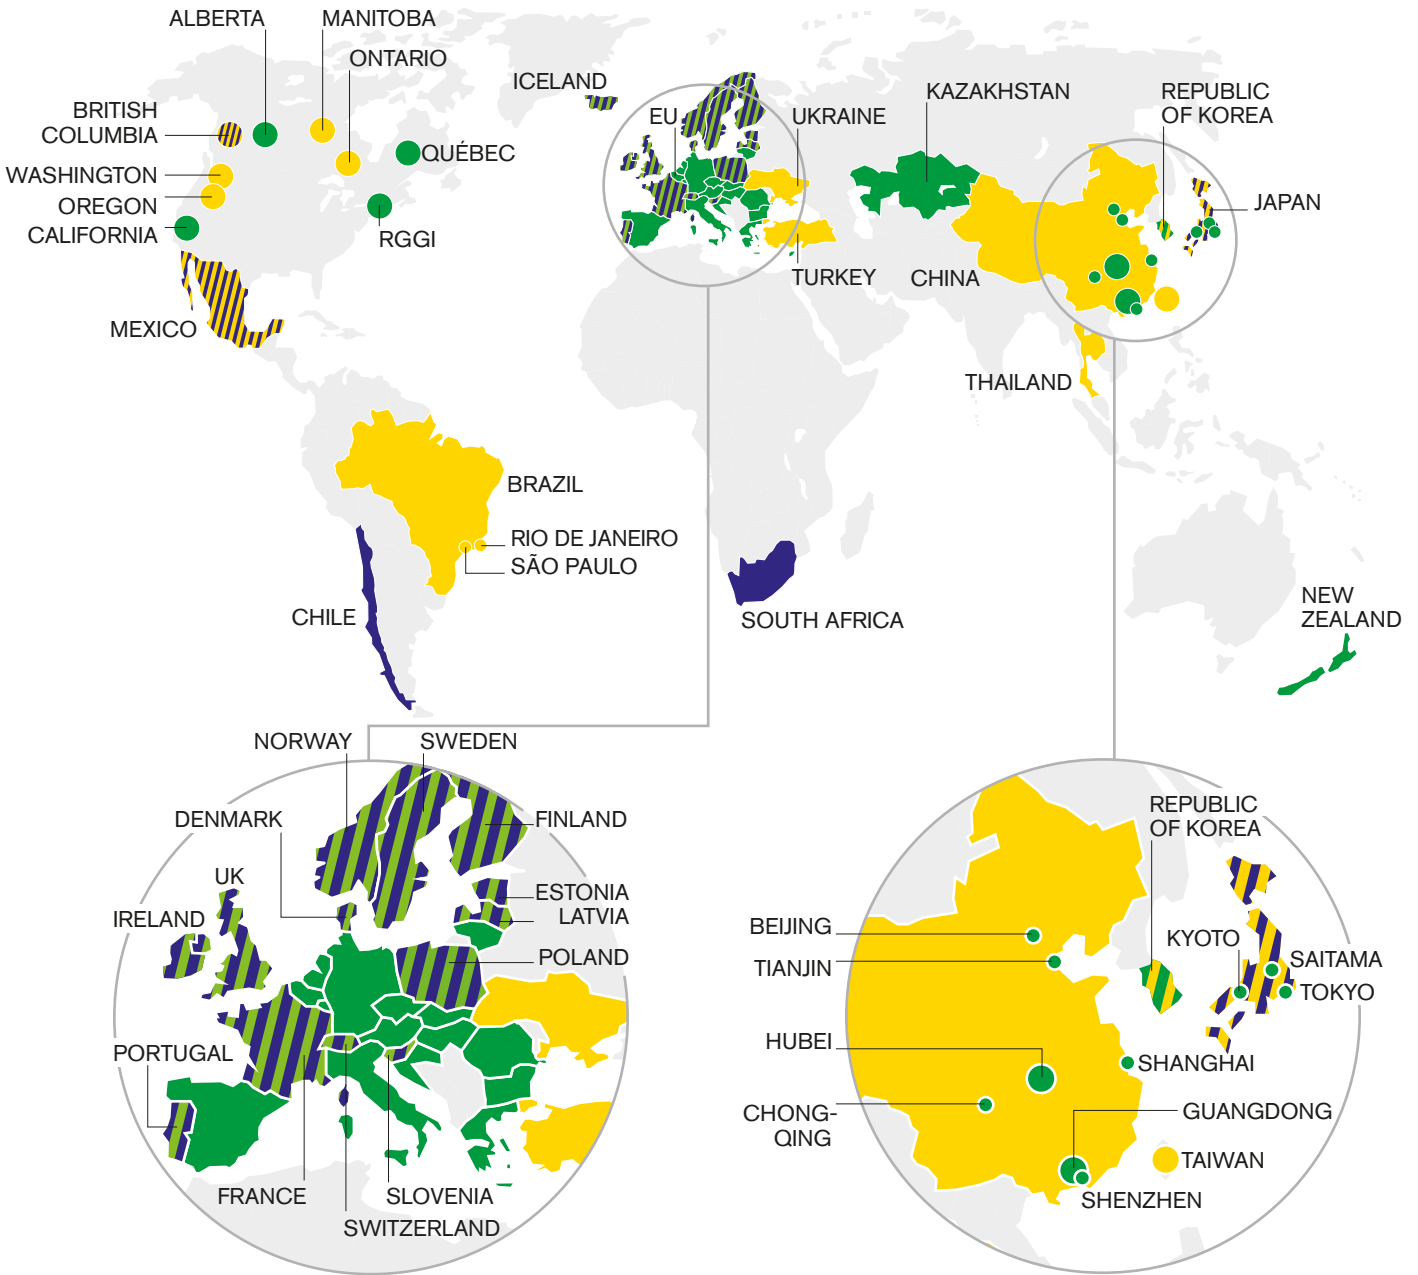 ALBERTA
MANITOBA
ONTARIO
BRITISH
COLUMBIA
WASHINGTON
OREGON
CALIFORNIA
QUÉBEC
RGGI
MEXICO
ICELAND
EU
UKRAINE
TURKEY
KAZAKHSTAN
CHINA
REPUBLIC
OF KOREA
JAPAN
THAILAND
BRAZIL
RIO DE JANEIRO
SÃO PAULO
CHILE
SOUTH AFRICA
NEW
ZEALAND
NORWAY
SWEDEN
DENMARK
FINLAND
UK
IRELAND
ESTONIA
LATVIA
POLAND
PORTUGAL
FRANCE
SLOVENIA
SWITZERLAND
REPUBLIC
OF KOREA
BEIJING
TIANJIN
KYOTO
SAITAMA
TOKYO
HUBEI
SHANGHAI
CHONG-
QING
GUANGDONG
TAIWAN
SHENZHEN